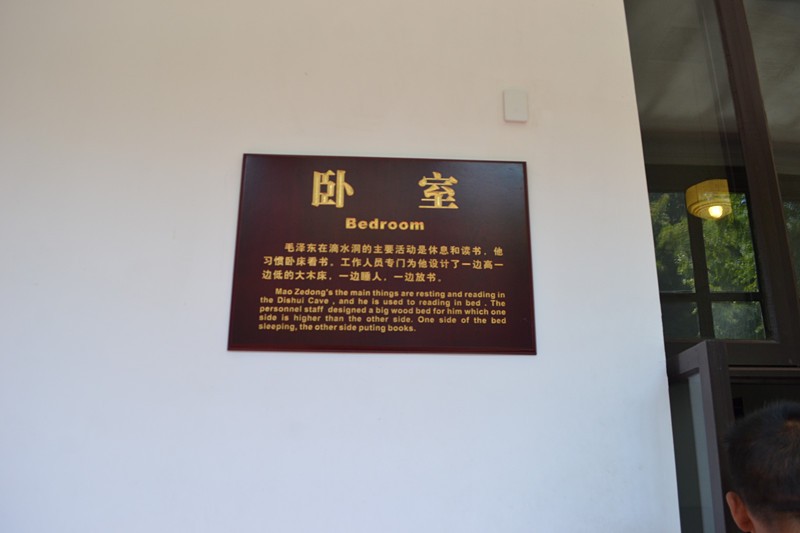 卧 室
Bedroom
毛泽东在滴水洞的主要活动是休息和读书，他
习惯卧床看书。工作人员专门为他设计了一边高一
边低的大木床，一边睡人，一边放书。
Mao Zedong's the main things are resting and reading in
the Dishui Cave , and he is used to reading in bed . The
personnel staff designed a big wood bed for him which one
side is higher than the other side. One side of the bed
sleeping, the other side puting books.